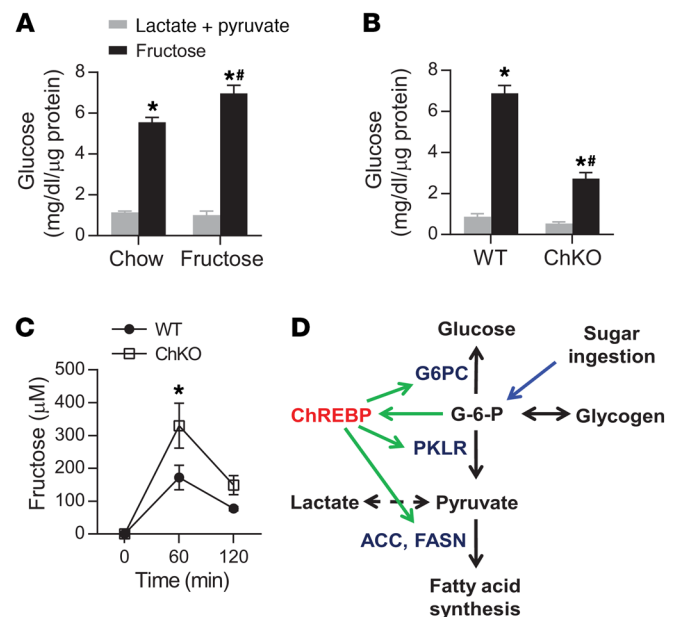 A
Lactate + pyruvate
Fructose
Glucose
(mg/dl/μg protein)
8
6
4
2
0
*
*#
Chow
Fructose
B
Glucose
(mg/dl/μg protein)
8
6
4
2
0
*
*#
WT
ChKO
C
WT
ChKO
Fructose (μM)
500
400
300
200
100
0
*
0
60
120
Time (min)
D
Glucose
Sugar
ingestion
G6PC
ChREBP
G-6-P
Glycogen
PKLR
Lactate
Pyruvate
ACC, FASN
Fatty acid
synthesis